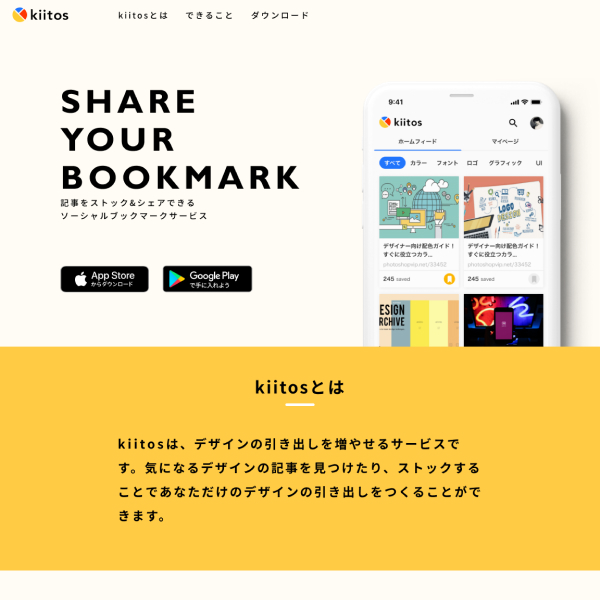 kiitos
kiitosとは できること ダウンロード
SHARE
YOUR
BOOKMARK
記事をストック&シェアできる
ソーシャルブックマークサービス
App Store
からダウンロード
Google Play
で手に入れよう
9:41
kiitos
ホームフィード マイページ
すべて カラー フォント ロゴ グラフィック UI
デザイナー向け配色ガイド！
すぐに役立つカラ...
photoshopvip.net/33452
245 saved
デザイナー向け配色ガイド！
すぐに役立つカラ...
photoshopvip.net/33452
245 saved
ESIGN
RCHIVE
LOGO
kiitosとは
kiitosは、デザインの引き出しを増やせるサービスで
す。気になるデザインの記事を見つけたり、ストックする
ことであなただけのデザインの引き出しをつくることがで
きます。